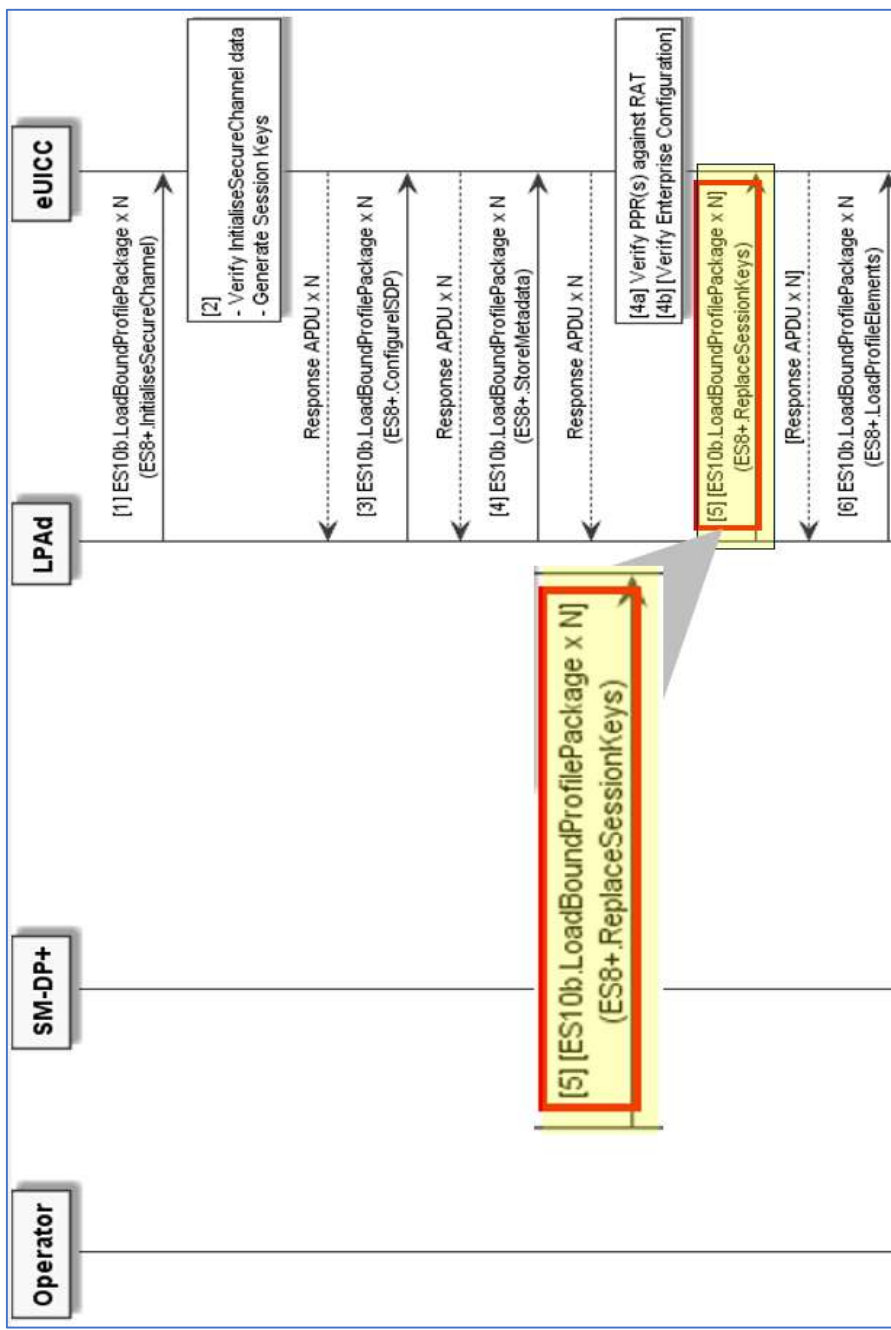 Operator
SM-DP+
LPAd
eUICC
[1] ES10b.LoadBoundProfilePackage x N
(ES8+.InitialiseSecureChannel)
[2]
- Verify InitialiseSecureChannel data
- Generate Session Keys
Response APDU x N
[3] ES10b.LoadBoundProfilePackage x N
(ES8+.ConfigureISDP)
Response APDU x N
[4] ES10b.LoadBoundProfilePackage x N
(ES8+.StoreMetadata)
Response APDU x N
[4a] Verify PPR(s) against RAT
[4b] [Verify Enterprise Configuration]
[5] [ES10b.LoadBoundProfilePackage x N]
(ES8+.ReplaceSessionKeys)
[5] [ES10b.LoadBoundProfilePackage x N]
(ES8+.ReplaceSessionKeys)
[Response APDU x N]
[6] ES10b.LoadBoundProfilePackage x N
(ES8+.LoadProfileElements)